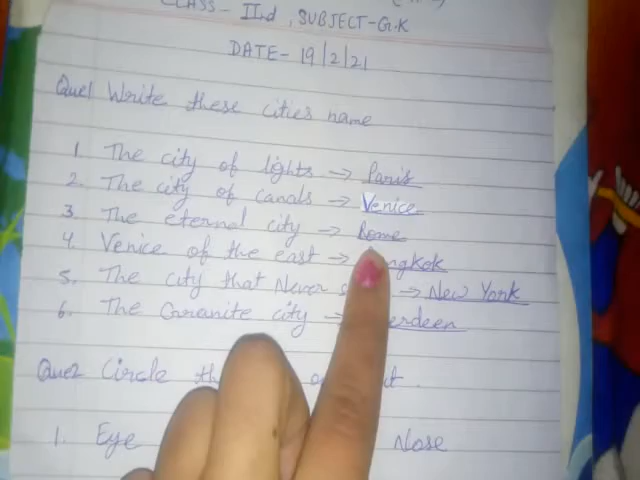 CLASS - IInd, SUBJECT-G.K
DATE- 19/2/21
Que1 Write these cities name
1. The city of lights → Paris
2. The city of canals → Venice
3. The eternal city → Rome
4. Venice of the east → ngkok
5. The city that Never → New York
6. The Granite city → erdeen
Que2 Circle th
1. Eye Nose